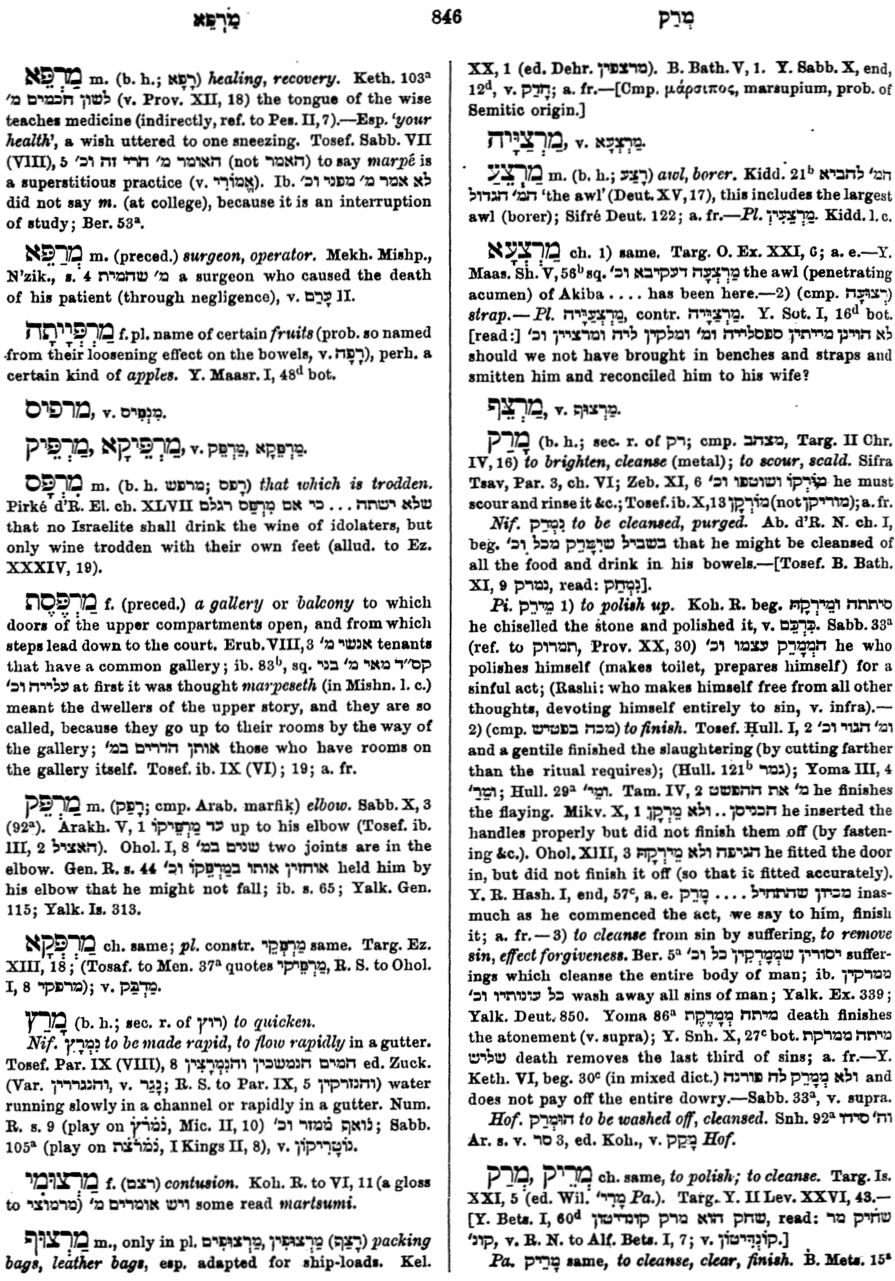 מַרְפֵּא 846 מְרַק
מַרְפֵּא m. (b. h.; רָפָא) healing, recovery. Keth. 103ᵃ
לשון חכמים מ׳ (v. Prov. XII, 18) the tongue of the wise
teaches medicine (indirectly, ref. to Pes. II, 7).—Esp. ‘your
health’, a wish uttered to one sneezing. Tosef. Sabb. VII
(VIII), 5 האומר מ׳ הרי זה וכ׳ (not האמר) to say marpé is
a superstitious practice (v. אֱמוֹרִי). Ib. לא אמר מ׳ מפני וכ׳
did not say m. (at college), because it is an interruption
of study; Ber. 53ᵃ.
מַרְפֵּא m. (preced.) surgeon, operator. Mekh. Mishp.,
N’zik., s. 4 מ׳ שהמית a surgeon who caused the death
of his patient (through negligence), v. עָרַם II.
מַרְפְּיָיתָה f. pl. name of certain fruits (prob. so named
from their loosening effect on the bowels, v. רָפָה), perh. a
certain kind of apples. Y. Maasr. I, 48ᵈ bot.
מרפיס, v. מַנְפִּיס.
מַרְפֵּיקָא, מַרְפֵּיק, v. מַרְפְּקָא, מַרְפֵּק.
מִרְפָּס m. (b. h. מרפש; רפס) that which is trodden.
Pirké d’R. El. ch. XLVII שלא ישתה ... כי אם מִרְפַּס רגלם
that no Israelite shall drink the wine of idolaters, but
only wine trodden with their own feet (allud. to Ez.
XXXIV, 19).
מַרְפֶּסֶת f. (preced.) a gallery or balcony to which
doors of the upper compartments open, and from which
steps lead down to the court. Erub. VIII, 3 אנשי מ׳ tenants
that have a common gallery; ib. 83ᵇ, sq. קס״ד מאי מ׳ בני
עלייה וכ׳ at first it was thought marpeseth (in Mishn. l. c.)
meant the dwellers of the upper story, and they are so
called, because they go up to their rooms by the way of
the gallery; אותן הדרים במ׳ those who have rooms on
the gallery itself. Tosef. ib. IX (VI); 19; a. fr.
מַרְפֵּק m. (רָפַק; cmp. Arab. marfiḳ) elbow. Sabb. X, 3
(92ᵃ). Arakh. V, 1 עד מַרְפֵּיקוֹ up to his elbow (Tosef. ib.
III, 2 האציל). Ohol. I, 8 שנים במ׳ two joints are in the
elbow. Gen. R. s. 44 אוחזין אותו במַרְפֵּקוֹ וכ׳ held him by
his elbow that he might not fall; ib. s. 65; Yalk. Gen.
115; Yalk. Is. 313.
מַרְפְּקָא ch. same; pl. constr. מַרְפְּקֵי same. Targ. Ez.
XIII, 18; (Tosaf. to Men. 37ᵃ quotes מַרְפֵּיקֵי, R. S. to Ohol.
I, 8 מרפקי); v. מַדְבַּק.
מָרַץ (b. h.; sec. r. of רוץ) to quicken.
Nif. נִמְרָץ to be made rapid, to flow rapidly in a gutter.
Tosef. Par. IX (VIII), 8 חמים הנמשכין והנִמְרָצִין ed. Zuck.
(Var. והנגררין, v. נָגַר; R. S. to Par. IX, 5 והנזרקין) water
running slowly in a channel or rapidly in a gutter. Num.
R. s. 9 (play on נמרץ, Mic. II, 10) נואף ממזר וכ׳; Sabb.
105ᵃ (play on נמרצת, I Kings II, 8), v. נוֹטְרִיקוֹן.
מַרְצוּמֵי f. (רצם) contusion. Koh. R. to VI, 11 (a gloss
to מרמוצי) ויש אומרים מ׳ some read martsumi.
מַרְצוּף m., only in pl. מַרְצוּפִין, מַרְצוּפִים (רָצַף) packing
bags, leather bags, esp. adapted for ship-loads. Kel.
XX, 1 (ed. Dehr. מרצפין). B. Bath. V, 1. Y. Sabb. X, end,
12ᵈ, v. חֲדַק; a. fr.—[Cmp. μάρσιπος, marsupium, prob. of
Semitic origin.]
מַרְצַיָּיה, v. מַרְצְעָא.
מַרְצֵעַ m. (b. h.; רָצַע) awl, borer. Kidd. 21ᵇ המ׳ להביא
המ׳ הגדול ‘the awl’ (Deut. XV, 17), this includes the largest
awl (borer); Sifré Deut. 122; a. fr.—Pl. מַרְצְעִין. Kidd. l. c.
מַרְצְעָא ch. 1) same. Targ. O. Ex. XXI, 6; a. e.—Y.
Maas. Sh. V, 56ᵇ sq. מַרְצְעָה דעקיבא וכ׳ the awl (penetrating
acumen) of Akiba .... has been here.—2) (cmp. רְצוּעָה)
strap.—Pl. מַרְצְעַיָּיה, contr. מַרְצַיָּיה. Y. Sot. I, 16ᵈ bot.
[read:] לא הוינן מייתין ספסלייה ומ׳ ומלקין ליה ומרציין וכ׳
should we not have brought in benches and straps and
smitten him and reconciled him to his wife?
מַרְצֵף, v. מַרְצוּף.
מָרַק (b. h.; sec. r. of רק; cmp. מצהב, Targ. II Chr.
IV, 16) to brighten, cleanse (metal); to scour, scald. Sifra
Tsav, Par. 3, ch. VI; Zeb. XI, 6 מוֹרְקוֹ ושוטפו וכ׳ he must
scour and rinse it &c.; Tosef. ib. X, 13 מוֹרְקָן (not מוריקן); a. fr.
Nif. נִמְרַק to be cleansed, purged. Ab. d’R. N. ch. I,
beg. בשביל שיִמָּרֵק מכל וכ׳ that he might be cleansed of
all the food and drink in his bowels.—[Tosef. B. Bath.
XI, 9 נמרק, read: נִמְחַק].
Pi. מֵירַק 1) to polish up. Koh. R. beg. סיתתה ומֵירְקָהּ
he chiselled the stone and polished it, v. כַּרְכֵּם. Sabb. 33ᵃ
(ref. to תמרוק, Prov. XX, 30) הממָרֵק עצמו וכ׳ he who
polishes himself (makes toilet, prepares himself) for a
sinful act; (Rashi: who makes himself free from all other
thoughts, devoting himself entirely to sin, v. infra).—
2) (cmp. מכה בפטיש) to finish. Tosef. Ḥull. I, 2 ומ׳ הגוי וכ׳
and a gentile finished the slaughtering (by cutting farther
than the ritual requires); (Hull. 121ᵇ גמר); Yoma III, 4
ומֵרַ׳; Ḥull. 29ᵃ ומֵי׳. Tam. IV, 2 מ׳ את ההפשט he finishes
the flaying. Mikv. X, 1 הכניסן .. ולא מֵרְקָן he inserted the
handles properly but did not finish them off (by fasten-
ing &c.). Ohol. XIII, 3 הגיפה ולא מֵירְקָהּ he fitted the door
in, but did not finish it off (so that it fitted accurately).
Y. R. Hash. I, end, 57ᶜ, a. e. מכיון שהתחיל .... מָרֵק inas-
much as he commenced the act, we say to him, finish
it; a. fr.—3) to cleanse from sin by suffering, to remove
sin, effect forgiveness. Ber. 5ᵃ יסורין שממָרְקִין כל וכ׳ suffer-
ings which cleanse the entire body of man; ib. ממרקין
כל עונותיו וכ׳ wash away all sins of man; Yalk. Ex. 339;
Yalk. Deut. 850. Yoma 86ᵃ מיתה מְמָרֶקֶת death finishes
the atonement (v. supra); Y. Snh. X, 27ᶜ bot. מיתה ממרקת
שליש death removes the last third of sins; a. fr.—Y.
Keth. VI, beg. 30ᶜ (in mixed dict.) ולא מְמָרֵק לה פורנה and
does not pay off the entire dowry.—Sabb. 33ᵃ, v. supra.
Hof. הוּמְרַק to be washed off, cleansed. Snh. 92ᵃ וה׳ סירו
Ar. s. v. סר 3, ed. Koh., v. מָקַק Hof.
מְרֵיק, מְרַק ch. same, to polish; to cleanse. Targ. Is.
XXI, 5 (ed. Wil. מָרֵי׳ Pa.). Targ. Y. II Lev. XXVI, 43.—
[Y. Bets. I, 60ᵈ שחק הוא מרק קומיטון, read: שחיק מר
קונ׳, v. R. N. to Alf. Bets. I, 7; v. קוֹנְדִּיטוֹן.]
Pa. מָרֵיק same, to cleanse, clear, finish. B. Mets. 15ᵃ